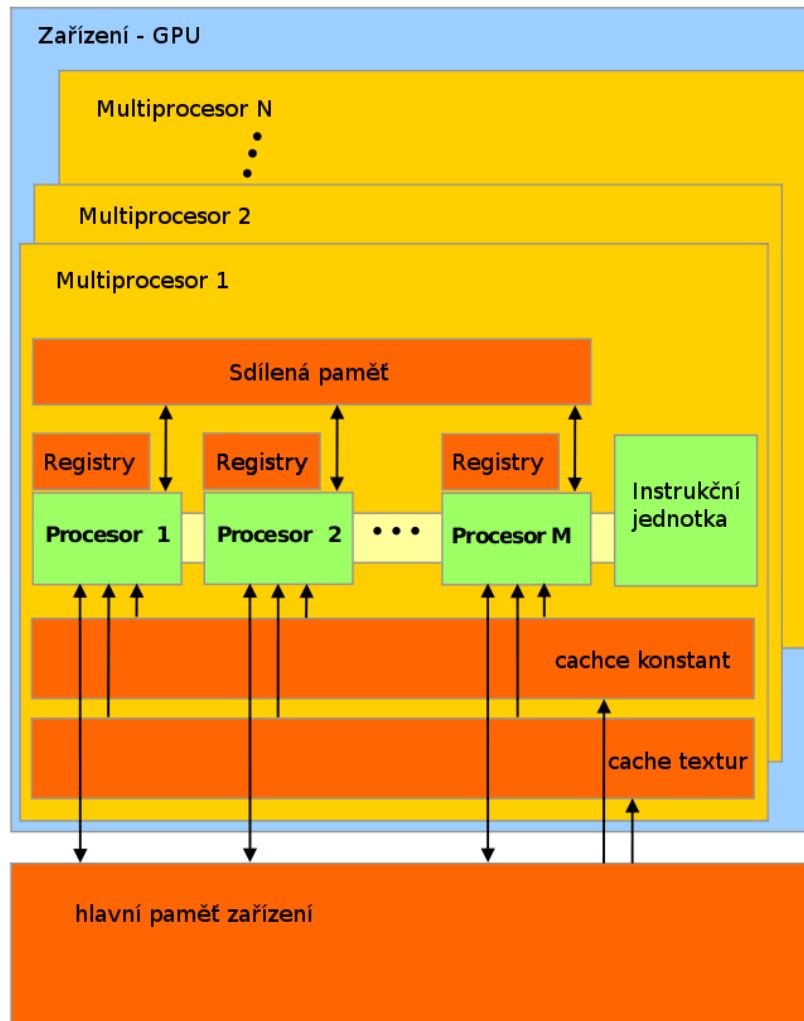 Zařízení - GPU
Multiprocesor N
Multiprocesor 2
Multiprocesor 1
Sdílená paměť
Registry
Registry
Registry
Instrukční
jednotka
Procesor 1
Procesor 2
Procesor M
cachce konstant
cache textur
hlavní paměť zařízení